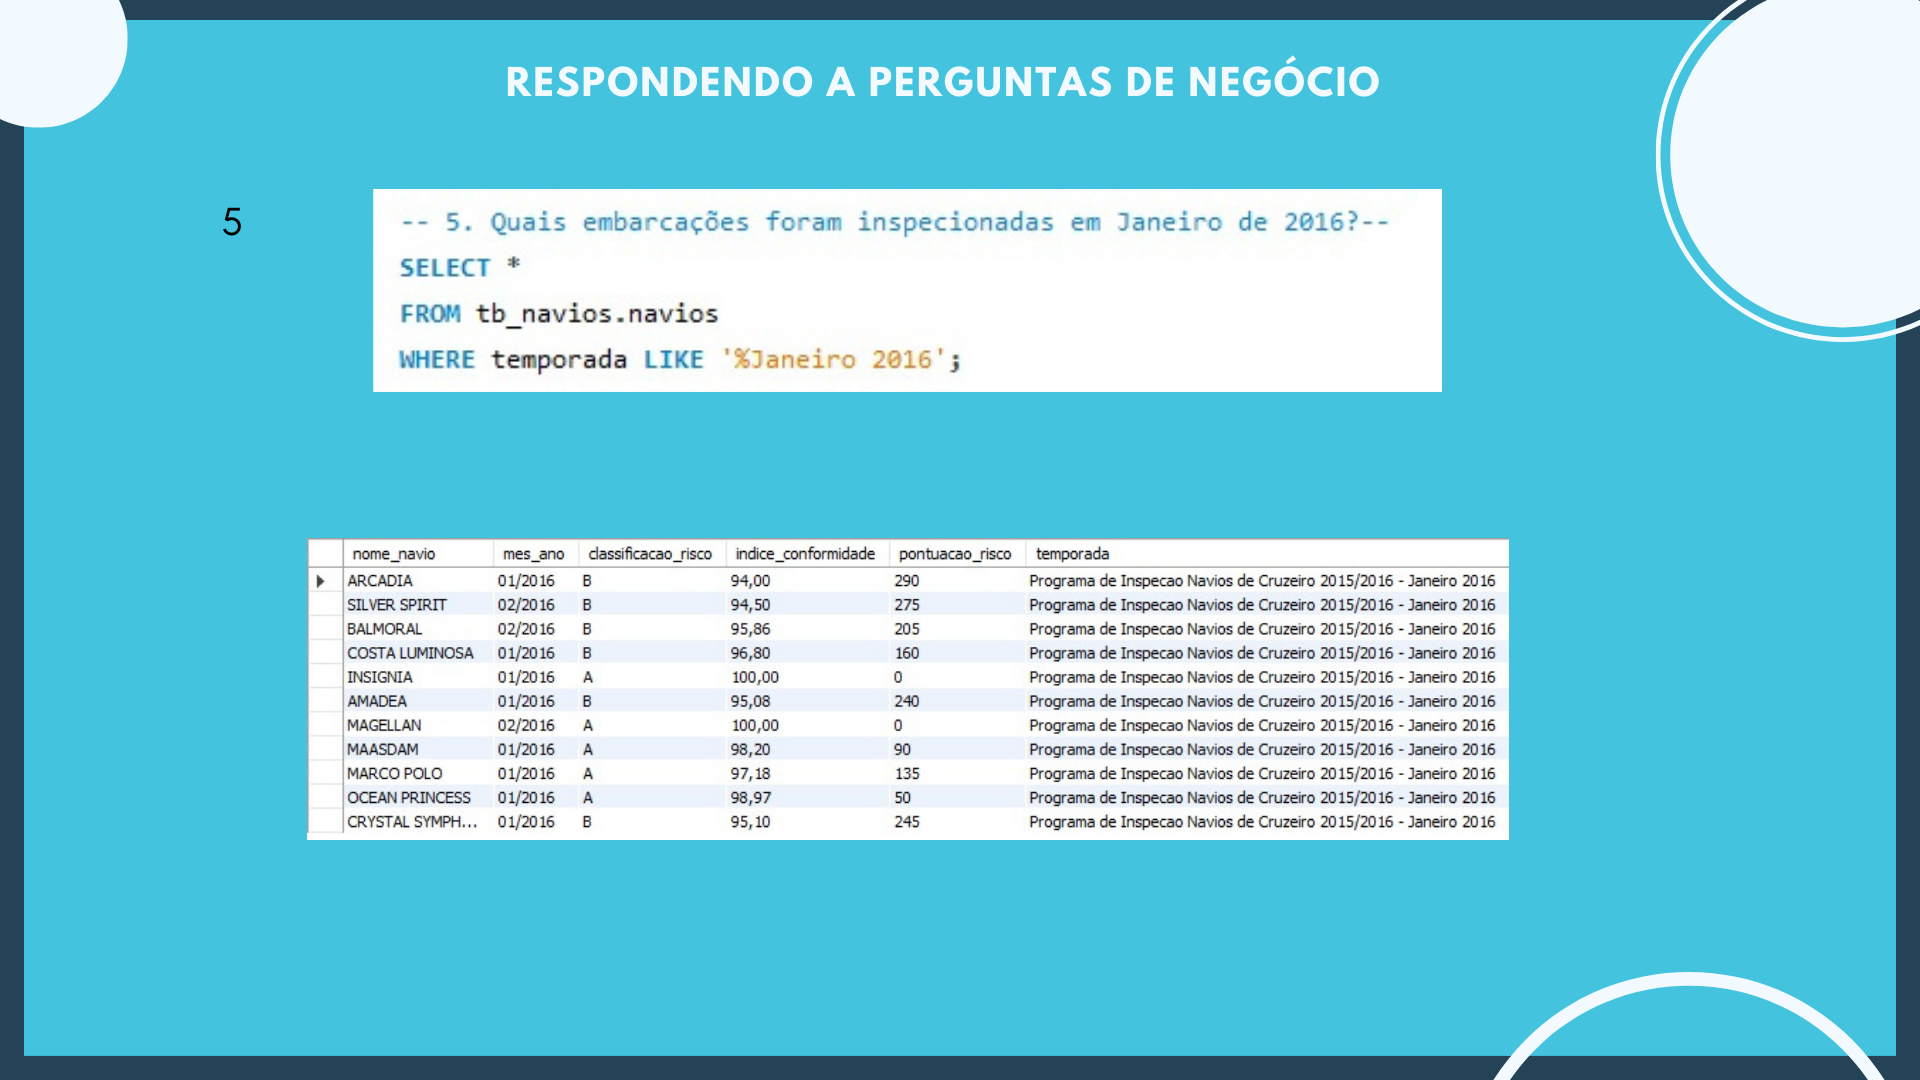 RESPONDENDO A PERGUNTAS DE NEGÓCIO
5
-- 5. Quais embarcações foram inspecionadas em Janeiro de 2016?--
SELECT *
FROM tb_navios.navios
WHERE temporada LIKE '%Janeiro 2016';
nome_navio mes_ano classificacao_risco indice_conformidade pontuacao_risco temporada
ARCADIA 01/2016 B 94,00 290 Programa de Inspecao Navios de Cruzeiro 2015/2016 - Janeiro 2016
SILVER SPIRIT 02/2016 B 94,50 275 Programa de Inspecao Navios de Cruzeiro 2015/2016 - Janeiro 2016
BALMORAL 02/2016 B 95,86 205 Programa de Inspecao Navios de Cruzeiro 2015/2016 - Janeiro 2016
COSTA LUMINOSA 01/2016 B 96,80 160 Programa de Inspecao Navios de Cruzeiro 2015/2016 - Janeiro 2016
INSIGNIA 01/2016 A 100,00 0 Programa de Inspecao Navios de Cruzeiro 2015/2016 - Janeiro 2016
AMADEA 01/2016 B 95,08 240 Programa de Inspecao Navios de Cruzeiro 2015/2016 - Janeiro 2016
MAGELLAN 02/2016 A 100,00 0 Programa de Inspecao Navios de Cruzeiro 2015/2016 - Janeiro 2016
MAASDAM 01/2016 A 98,20 90 Programa de Inspecao Navios de Cruzeiro 2015/2016 - Janeiro 2016
MARCO POLO 01/2016 A 97,18 135 Programa de Inspecao Navios de Cruzeiro 2015/2016 - Janeiro 2016
OCEAN PRINCESS 01/2016 A 98,97 50 Programa de Inspecao Navios de Cruzeiro 2015/2016 - Janeiro 2016
CRYSTAL SYMPH... 01/2016 B 95,10 245 Programa de Inspecao Navios de Cruzeiro 2015/2016 - Janeiro 2016